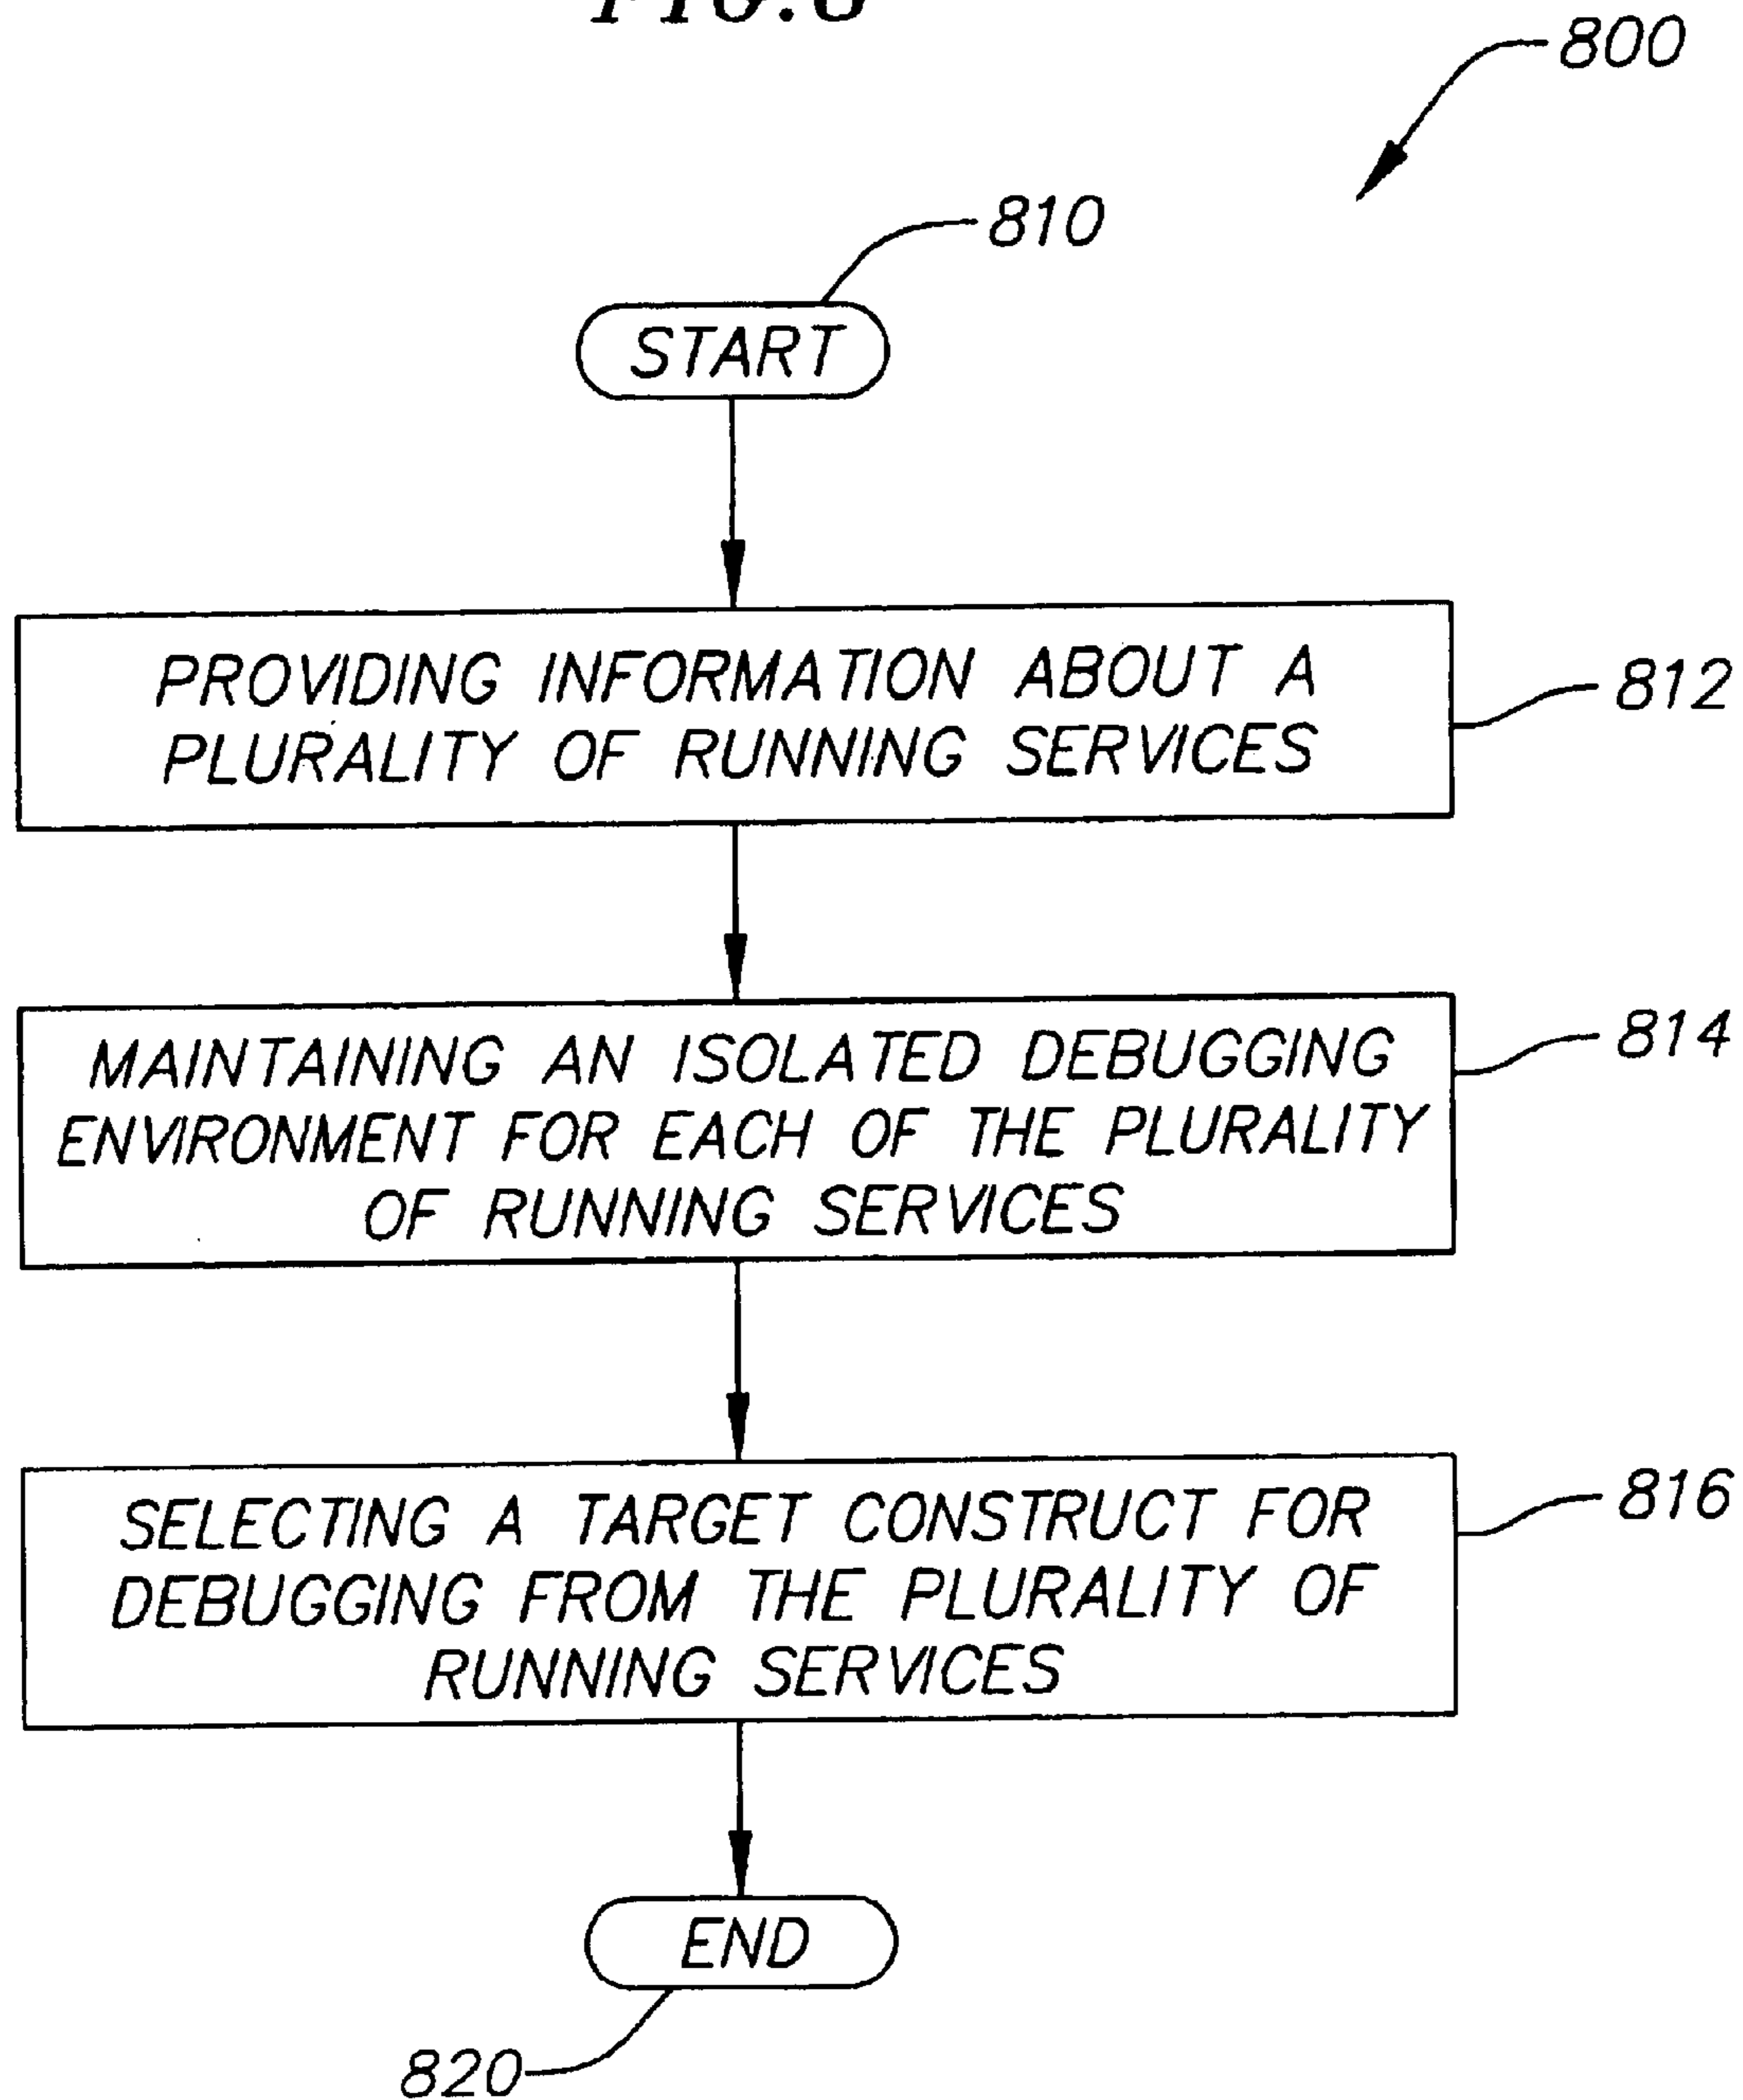 FIG.8
800
810
START
PROVIDING INFORMATION ABOUT A
PLURALITY OF RUNNING SERVICES
812
MAINTAINING AN ISOLATED DEBUGGING
ENVIRONMENT FOR EACH OF THE PLURALITY
OF RUNNING SERVICES
814
SELECTING A TARGET CONSTRUCT FOR
DEBUGGING FROM THE PLURALITY OF
RUNNING SERVICES
816
END
820